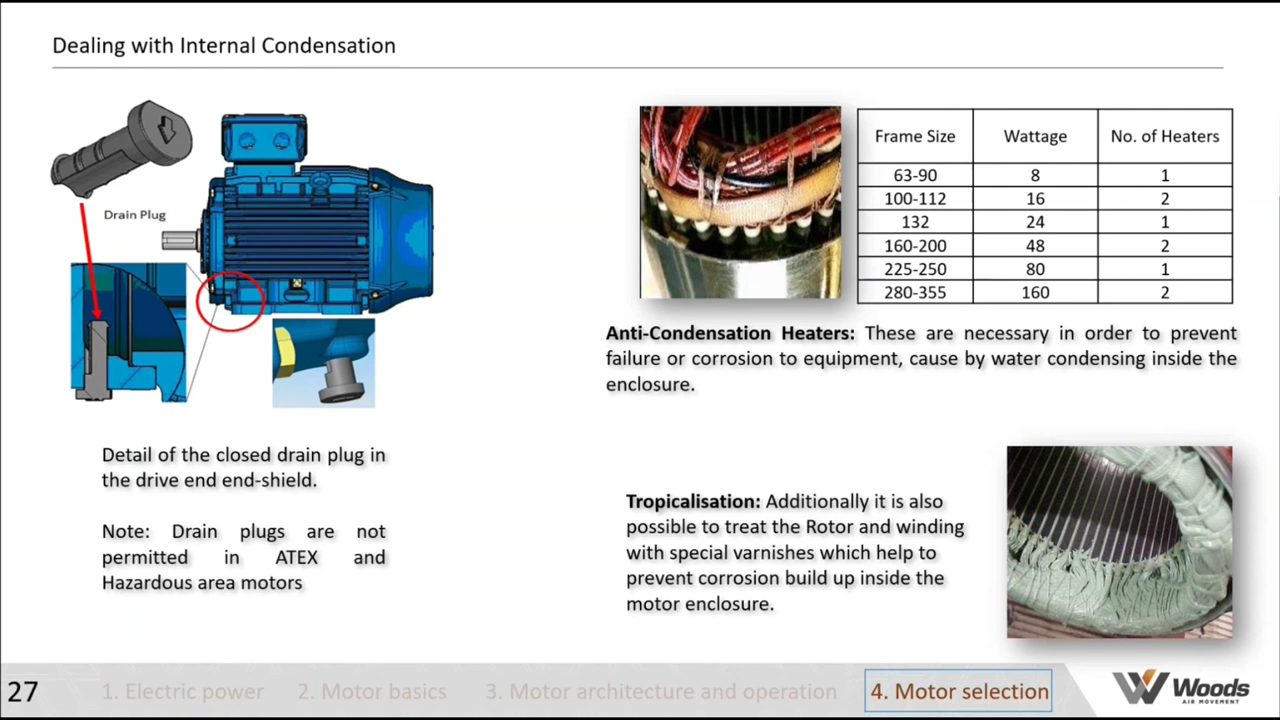 Dealing with Internal Condensation
Drain Plug
Detail of the closed drain plug in
the drive end end-shield.
Note: Drain plugs are not
permitted in ATEX and
Hazardous area motors
Frame Size Wattage No. of Heaters
63-90 8 1
100-112 16 2
132 24 1
160-200 48 2
225-250 80 1
280-355 160 2
Anti-Condensation Heaters: These are necessary in order to prevent
failure or corrosion to equipment, cause by water condensing inside the
enclosure.
Tropicalisation: Additionally it is also
possible to treat the Rotor and winding
with special varnishes which help to
prevent corrosion build up inside the
motor enclosure.
27 1. Electric power 2. Motor basics 3. Motor architecture and operation 4. Motor selection
Woods
AIR MOVEMENT